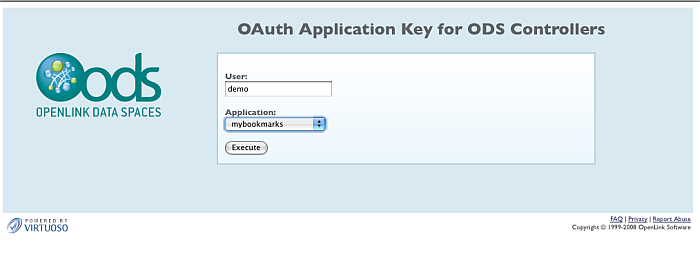 OAuth Application Key for ODS Controllers
ods
OPENLINK DATA SPACES
User:
demo
Application:
mybookmarks
Execute
POWERED BY
VIRTUOSO
FAQ | Privacy | Report Abuse
Copyright © 1999-2008 OpenLink Software